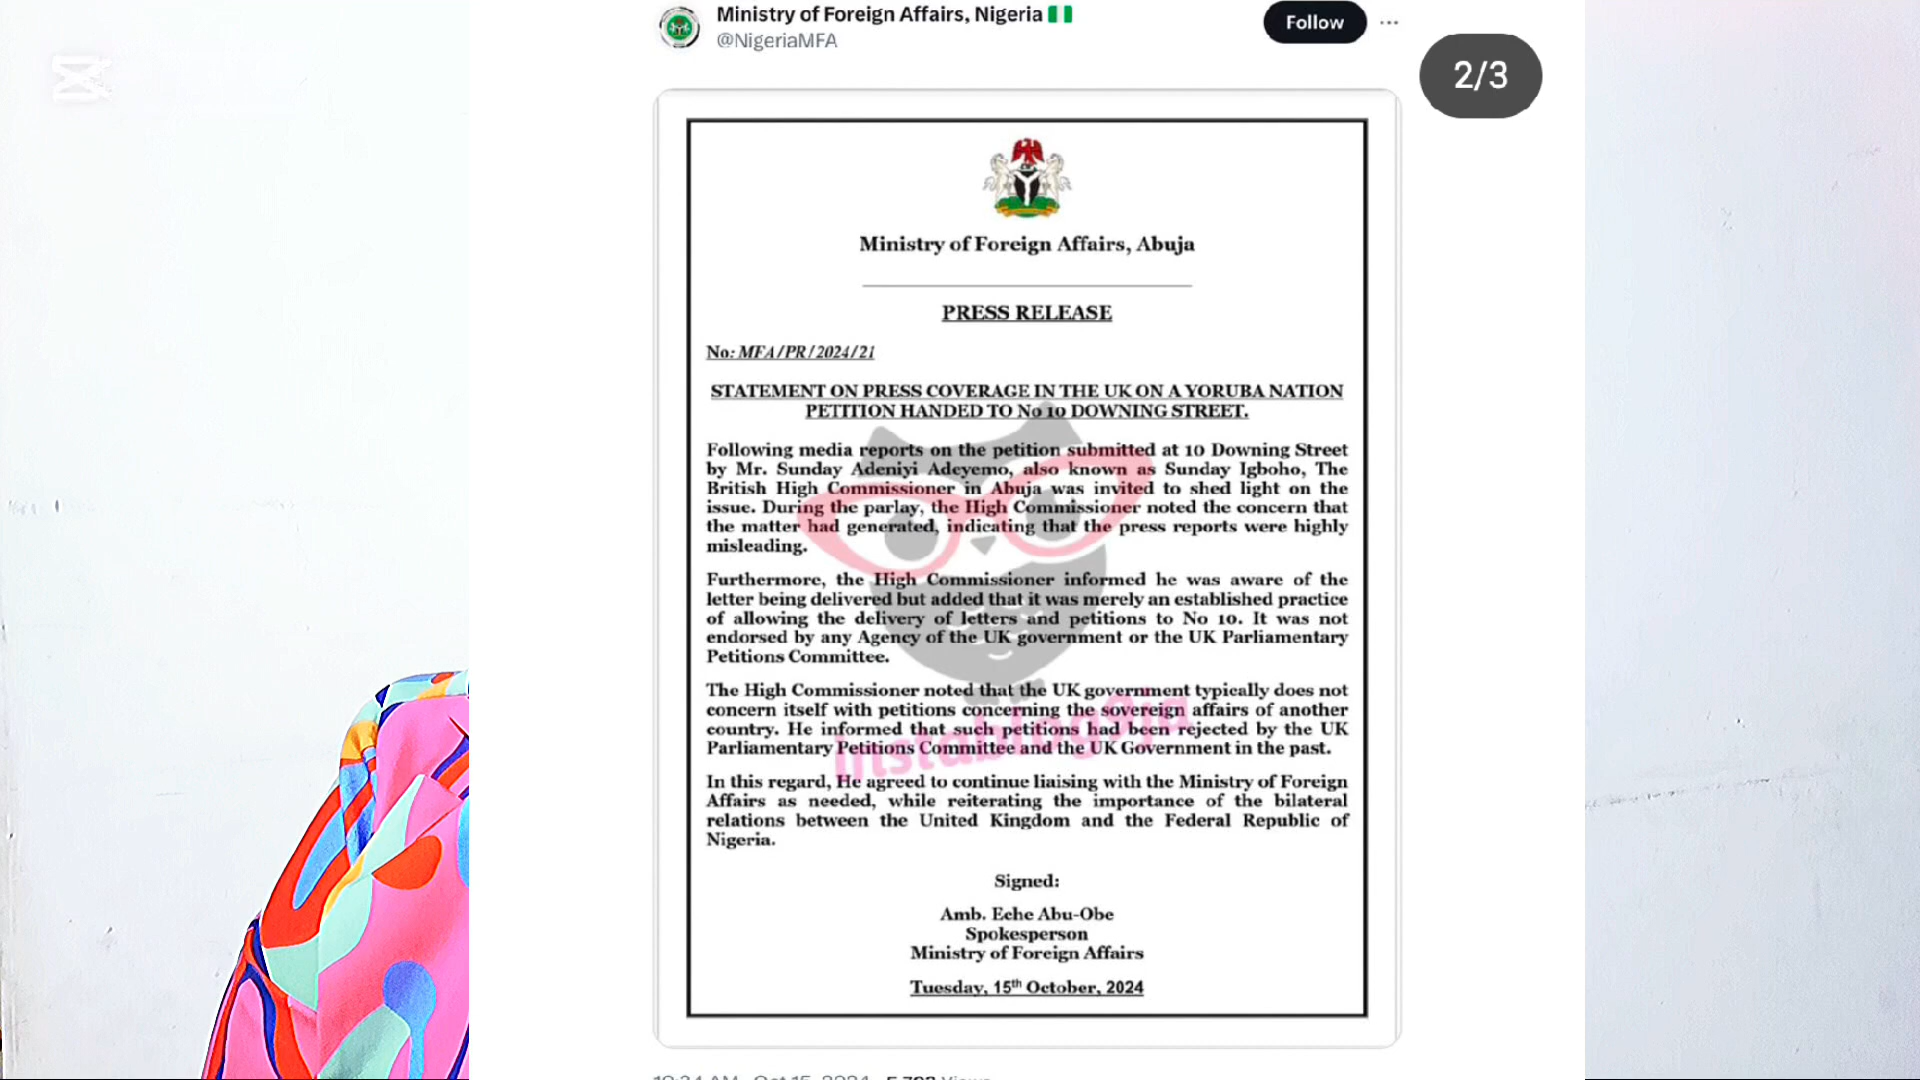 Ministry of Foreign Affairs, Nigeria
@NigeriaMFA
Follow
2/3
Ministry of Foreign Affairs, Abuja
PRESS RELEASE
No: MFA/PR/2024/21
STATEMENT ON PRESS COVERAGE IN THE UK ON A YORUBA NATION
PETITION HANDED TO No 10 DOWNING STREET.
Following media reports on the petition submitted at 10 Downing Street
by Mr. Sunday Adeniyi Adeyemo, also known as Sunday Igboho, The
British High Commissioner in Abuja was invited to shed light on the
issue. During the parlay, the High Commissioner noted the concern that
the matter had generated, indicating that the press reports were highly
misleading.
Furthermore, the High Commissioner informed he was aware of the
letter being delivered but added that it was merely an established practice
of allowing the delivery of letters and petitions to No 10. It was not
endorsed by any Agency of the UK government or the UK Parliamentary
Petitions Committee.
The High Commissioner noted that the UK government typically does not
concern itself with petitions concerning the sovereign affairs of another
country. He informed that such petitions had been rejected by the UK
Parliamentary Petitions Committee and the UK Government in the past.
instablog9ja
In this regard, He agreed to continue liaising with the Ministry of Foreign
Affairs as needed, while reiterating the importance of the bilateral
relations between the United Kingdom and the Federal Republic of
Nigeria.
Signed:
Amb. Eche Abu-Obe
Spokesperson
Ministry of Foreign Affairs
Tuesday, 15th October, 2024